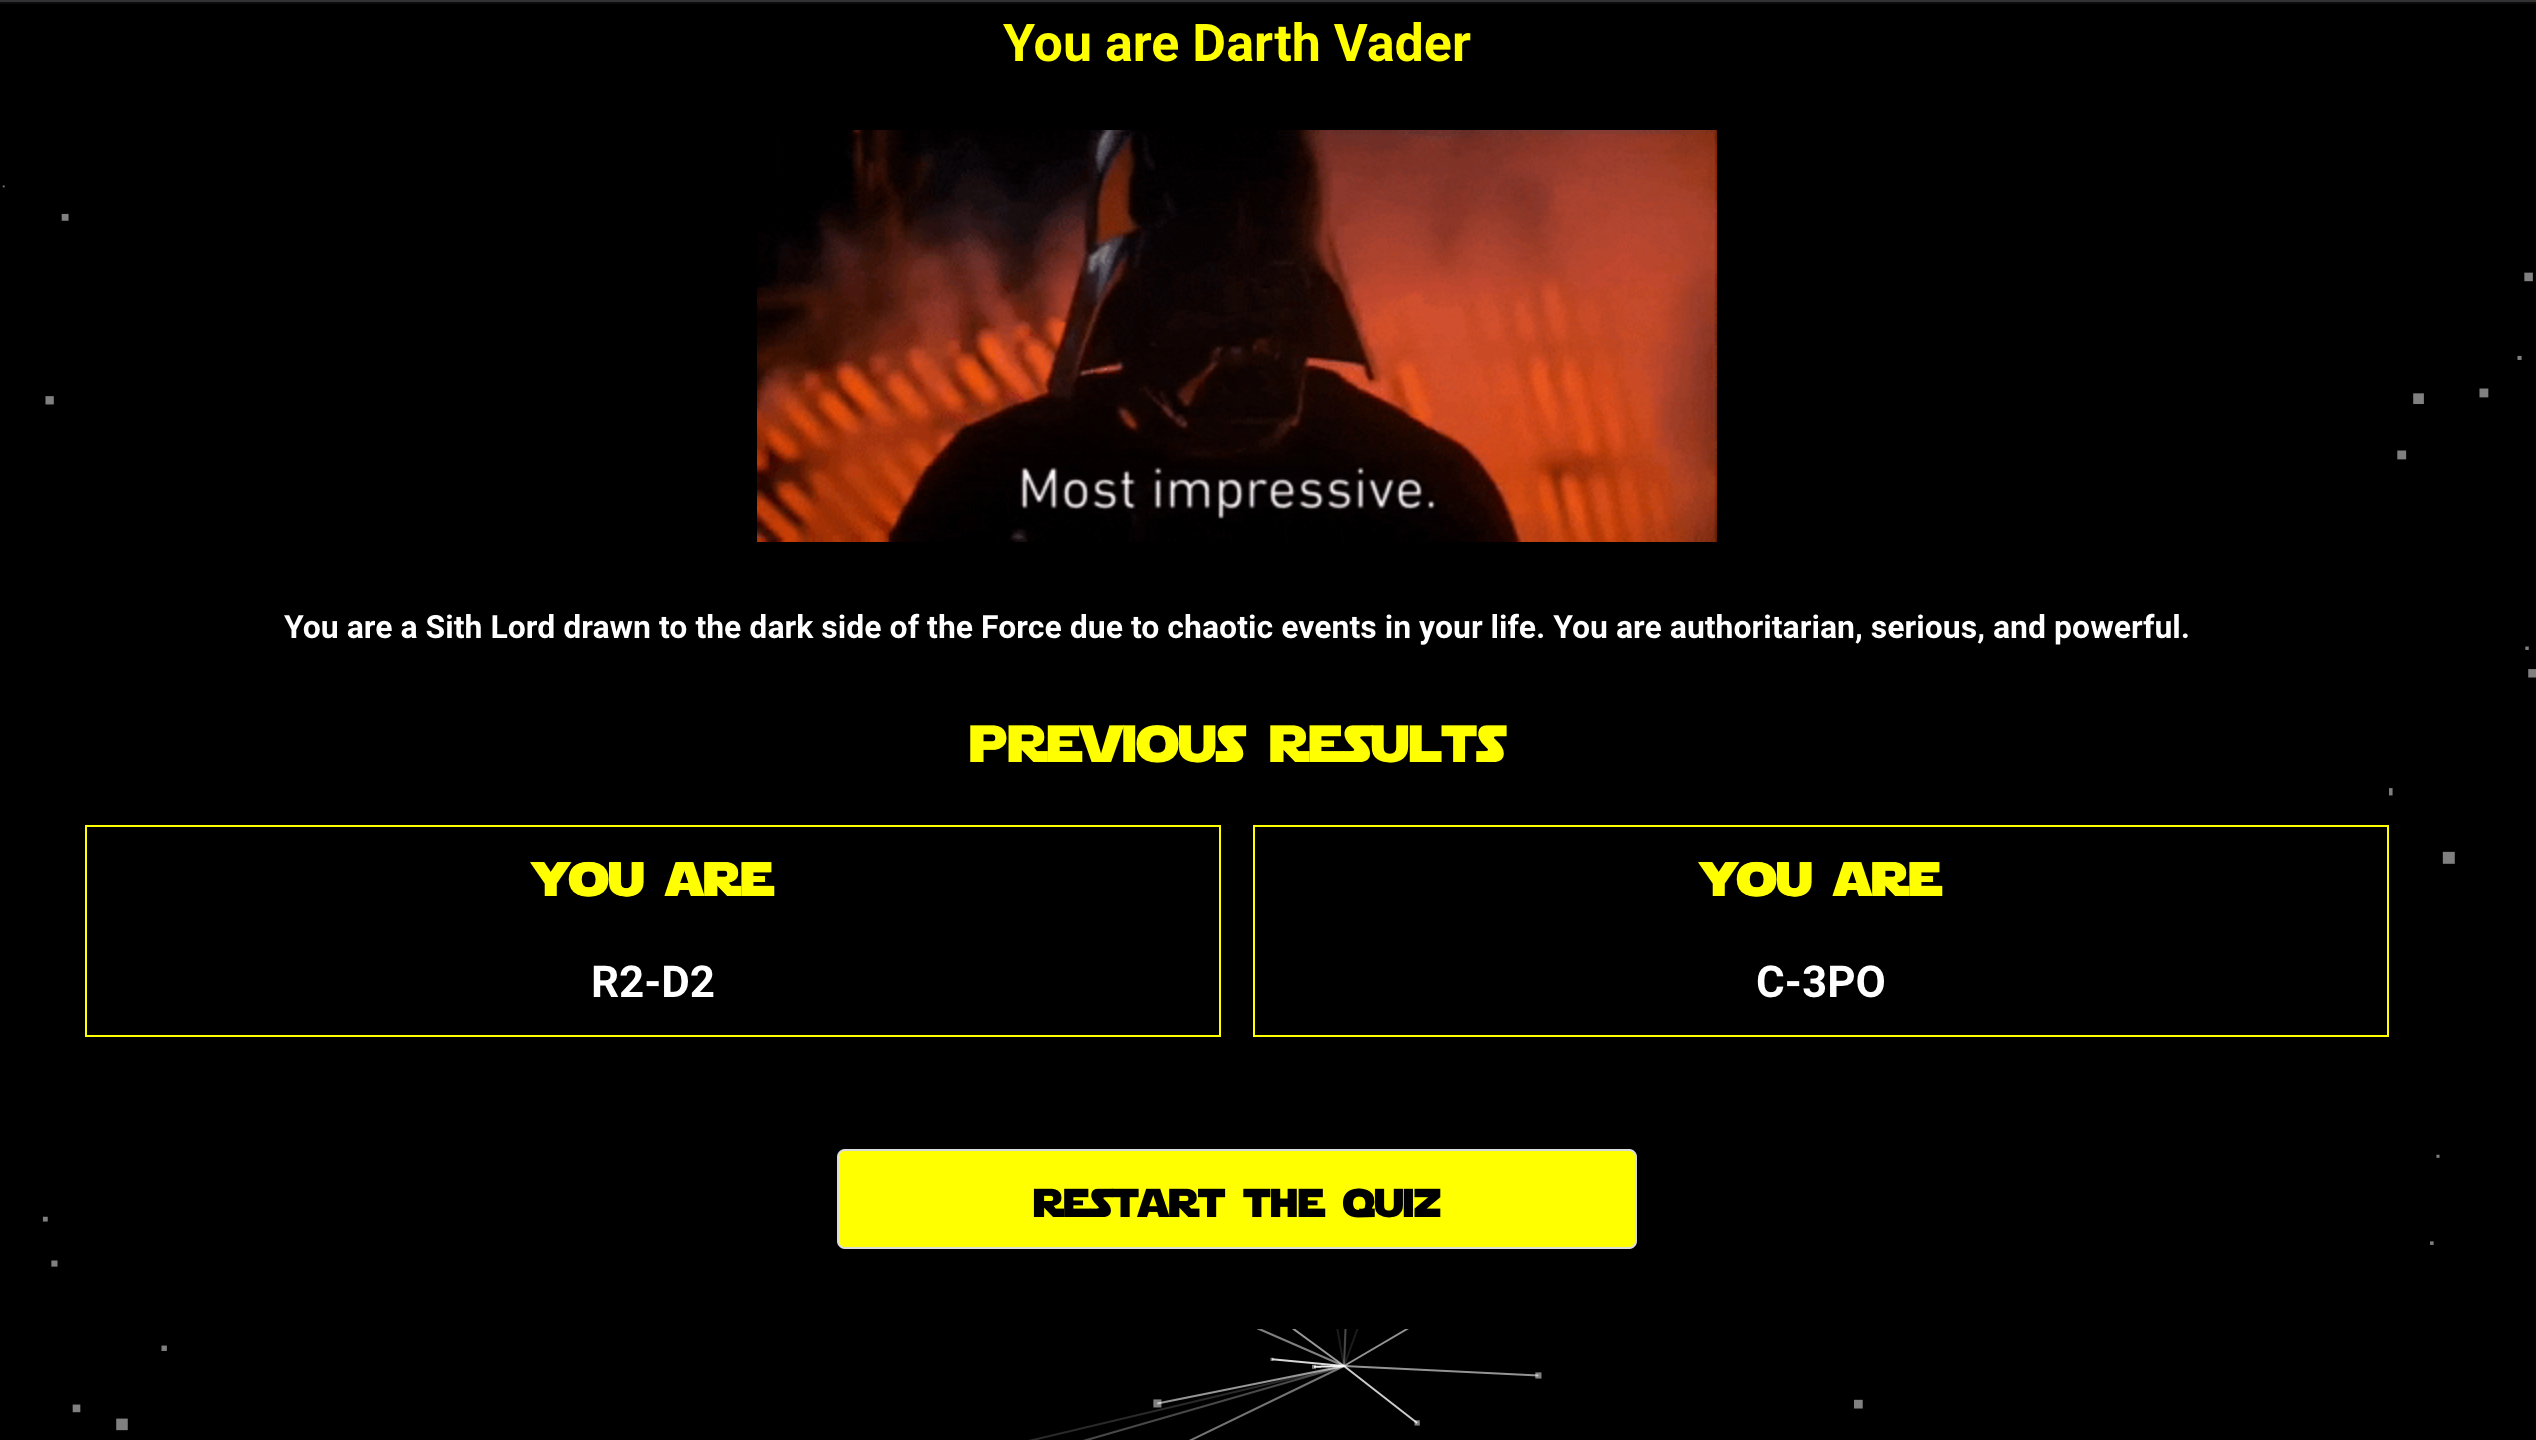 You are Darth Vader
Most impressive.
You are a Sith Lord drawn to the dark side of the Force due to chaotic events in your life. You are authoritarian, serious, and powerful.
PREVIOUS RESULTS
YOU ARE
R2-D2
YOU ARE
C-3PO
RESTART THE QUIZ